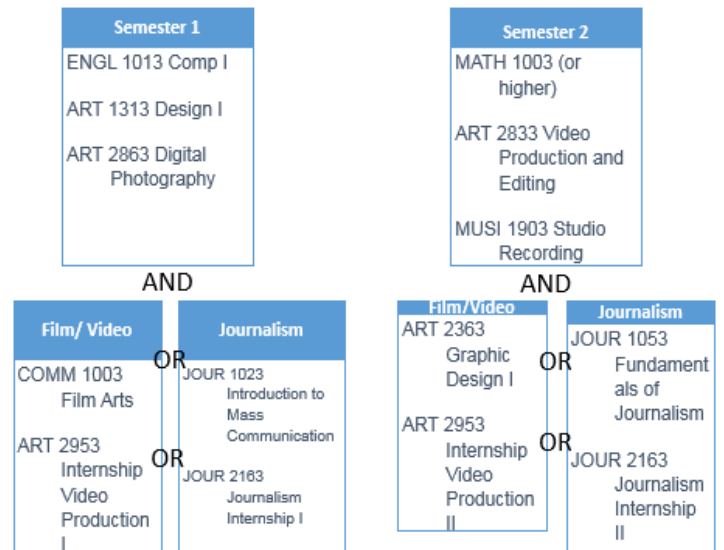 Semester 1
ENGL 1013 Comp I
ART 1313 Design I
ART 2863 Digital
Photography
AND
Film/ Video
COMM 1003
Film Arts
ART 2953
Internship
Video
Production
I
OR
OR
Journalism
JOUR 1023
Introduction to
Mass
Communication
JOUR 2163
Journalism
Internship I
Semester 2
MATH 1003 (or
higher)
ART 2833 Video
Production and
Editing
MUSI 1903 Studio
Recording
AND
Film/Video
ART 2363
Graphic
Design I
ART 2953
Internship
Video
Production
II
OR
OR
Journalism
JOUR 1053
Fundament
als of
Journalism
JOUR 2163
Journalism
Internship
II